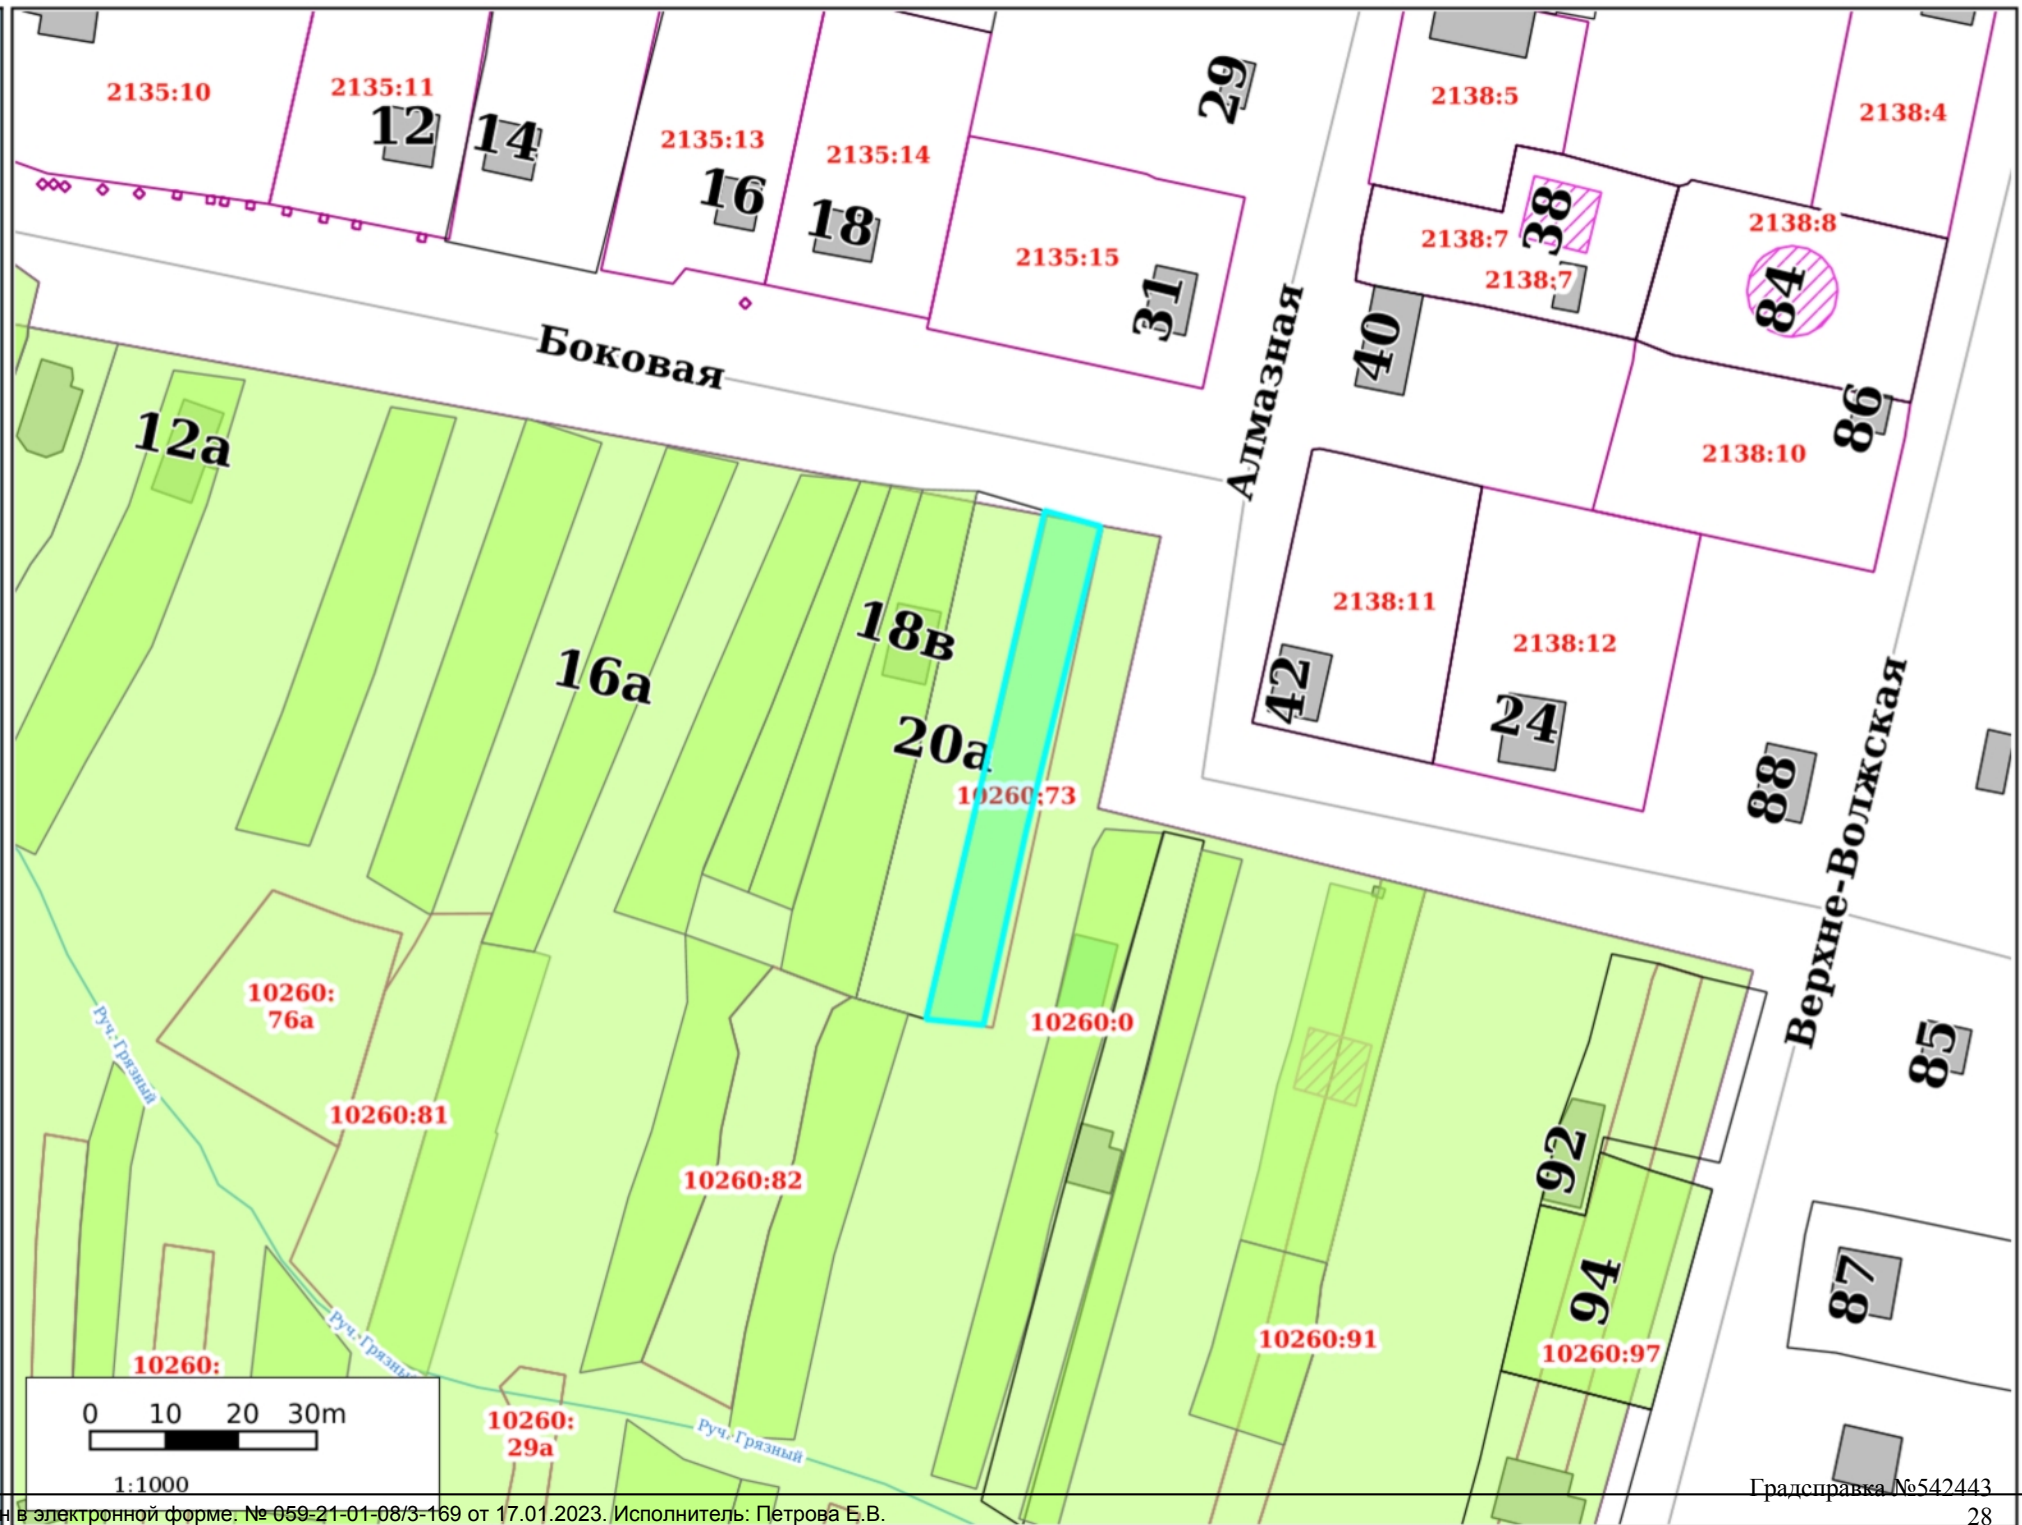 2135:10
2135:11
12
14
2135:13
16
2135:14
18
29
2135:15
31
2138:5
2138:4
38
2138:7
2138:7
2138:8
84
40
86
2138:10
Боковая
Алмазная
12а
16а
18в
20а
10260:73
2138:11
42
2138:12
24
88
Верхне-Волжская
85
10260:
76а
10260:81
10260:82
10260:0
92
94
10260:91
10260:97
87
Руч. Грязный
Руч. Грязны
Руч. Грязный
10260:
10260:
29а
0 10 20 30m
1:1000
Градсправка №542443
н в электронной форме. № 059-21-01-08/3-169 от 17.01.2023. Исполнитель: Петрова Е.В.
28